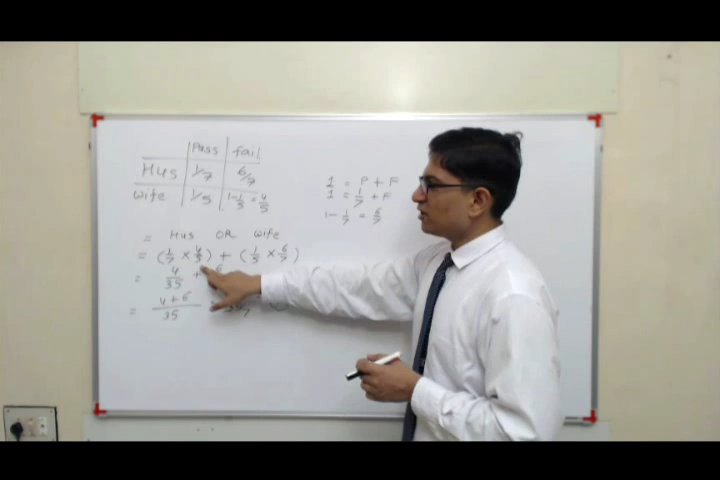 Pass fail
Hus 1/7 6/7
wife 1/5 1-1/5 = 4/5
1 = P + F
1 = 1/7 + F
1 - 1/7 = 6/7
= Hus OR wife
= (1/7 × 4/5) + (1/5 × 6/7)
= 4/35 + 6
= 4+6/35